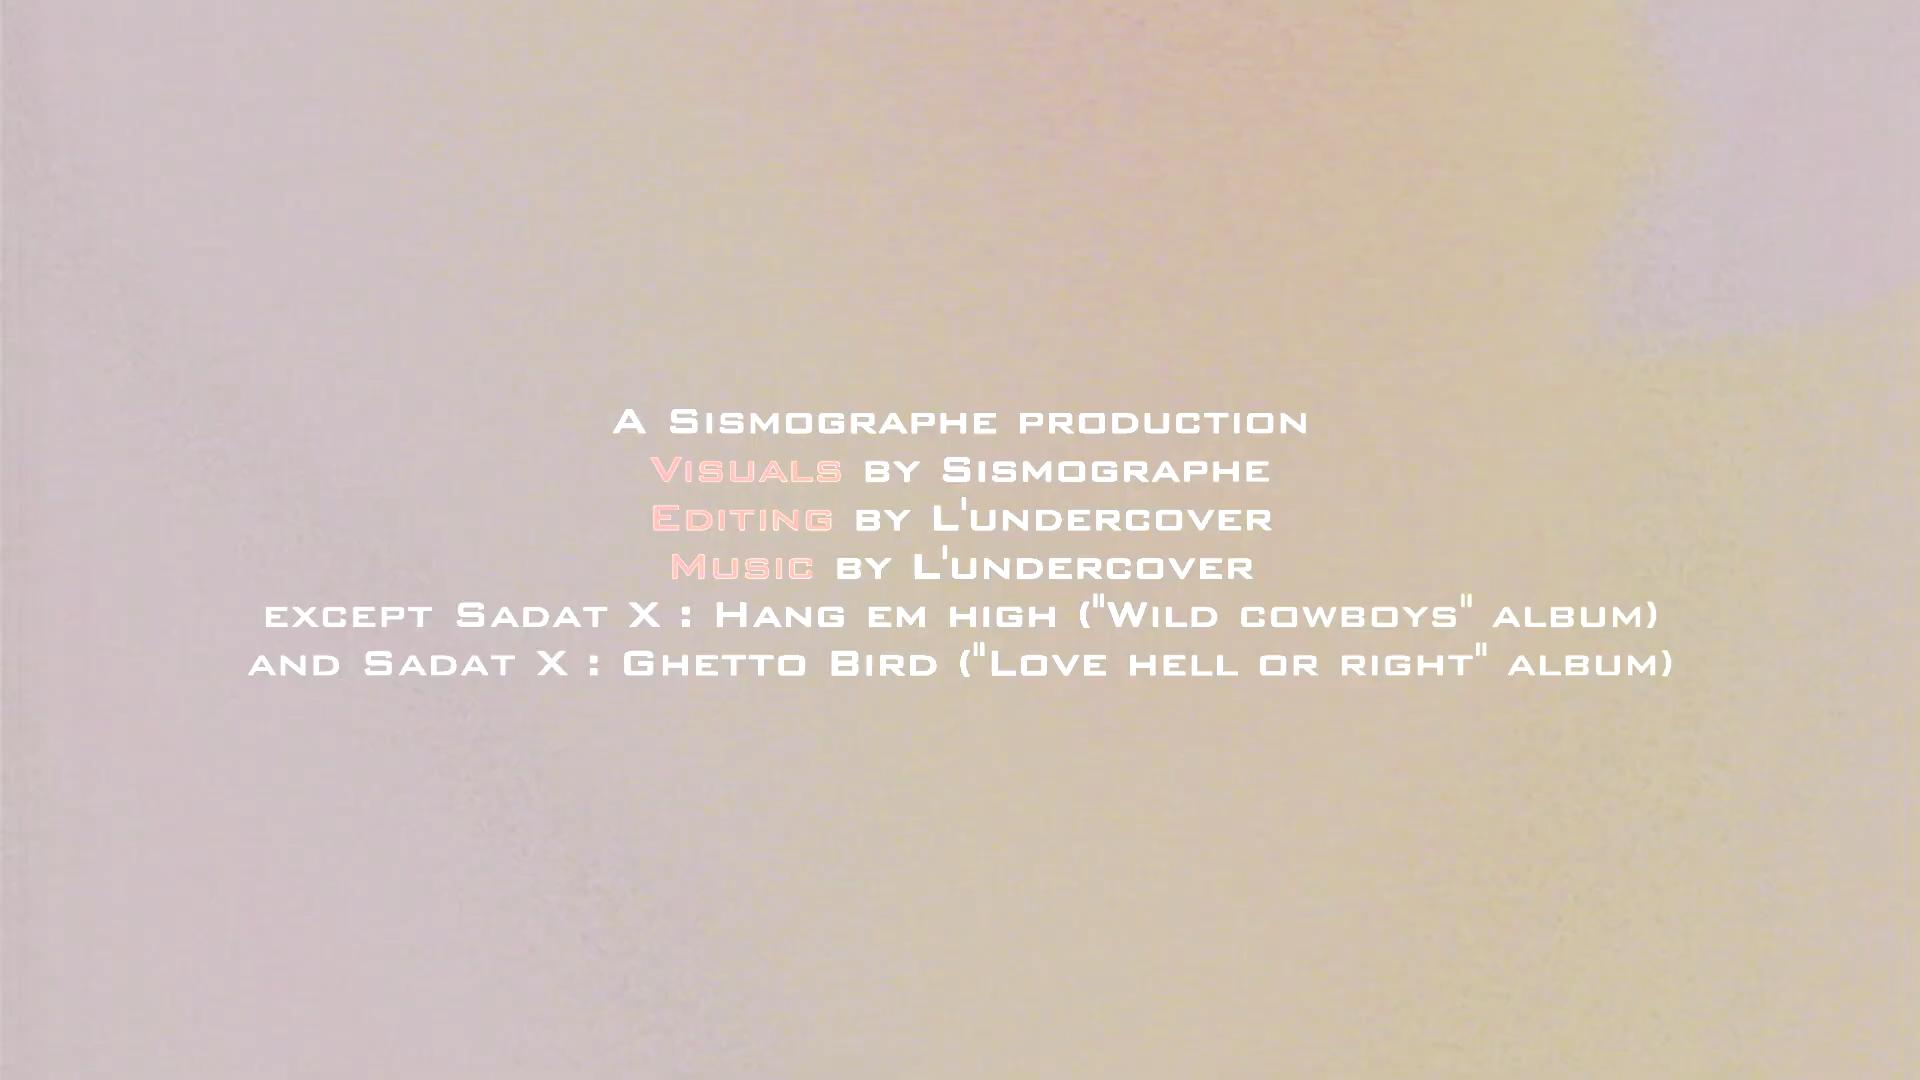 A Sismographe production
Visuals by Sismographe
Editing by L'undercover
Music by L'undercover
except Sadat X : Hang em high ("Wild cowboys" album)
and Sadat X : Ghetto Bird ("Love hell or right" album)